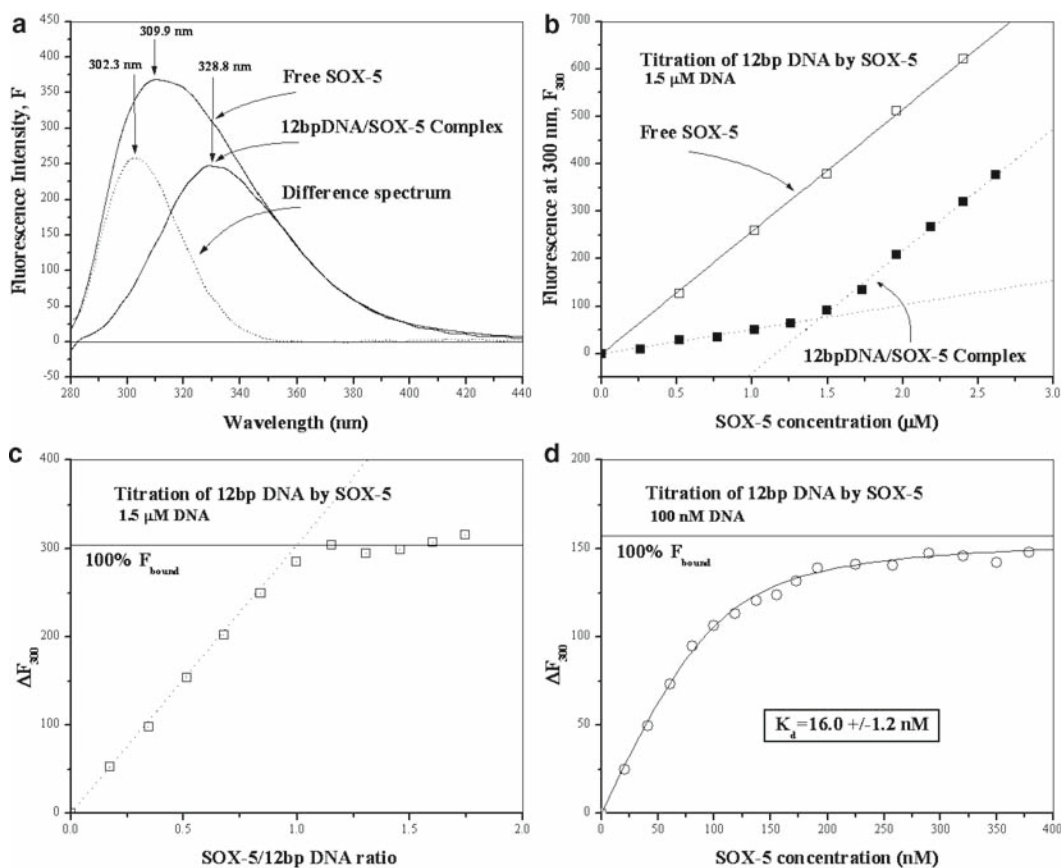 a
450
400
350
300
250
200
150
100
50
0
-50
Fluorescence Intensity, F
309.9 nm
302.3 nm
328.8 nm
Free SOX-5
12bpDNA/SOX-5 Complex
Difference spectrum
280 300 320 340 360 380 400 420 440
Wavelength (nm)
b
700
600
500
400
300
200
100
0
Fluorescence at 300 nm, F300
Titration of 12bp DNA by SOX-5
1.5 μM DNA
Free SOX-5
12bpDNA/SOX-5 Complex
0.0 0.5 1.0 1.5 2.0 2.5 3.0
SOX-5 concentration (μM)
c
400
300
200
100
0
ΔF300
Titration of 12bp DNA by SOX-5
1.5 μM DNA
100% Fbound
0.0 0.5 1.0 1.5 2.0
SOX-5/12bp DNA ratio
d
200
150
100
50
0
ΔF300
Titration of 12bp DNA by SOX-5
100 nM DNA
100% Fbound
Kd=16.0 +/-1.2 nM
0 50 100 150 200 250 300 350 400
SOX-5 concentration (nM)